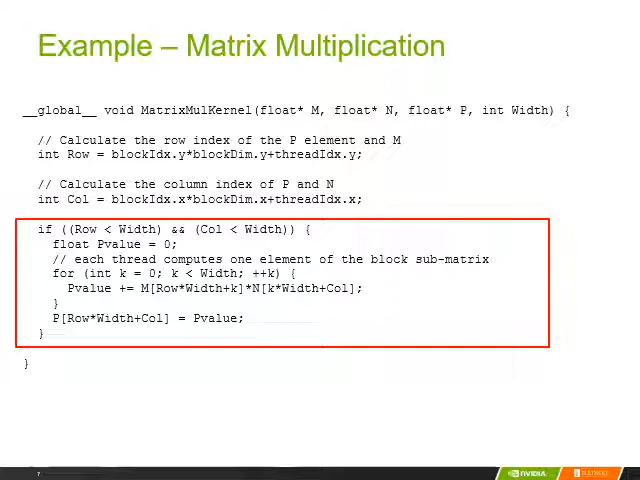 Example – Matrix Multiplication
__global__ void MatrixMulKernel(float* M, float* N, float* P, int Width) {
// Calculate the row index of the P element and M
int Row = blockIdx.y*blockDim.y+threadIdx.y;
// Calculate the column index of P and N
int Col = blockIdx.x*blockDim.x+threadIdx.x;
if ((Row < Width) && (Col < Width)) {
float Pvalue = 0;
// each thread computes one element of the block sub-matrix
for (int k = 0; k < Width; ++k) {
Pvalue += M[Row*Width+k]*N[k*Width+Col];
}
P[Row*Width+Col] = Pvalue;
}
}
7
NVIDIA